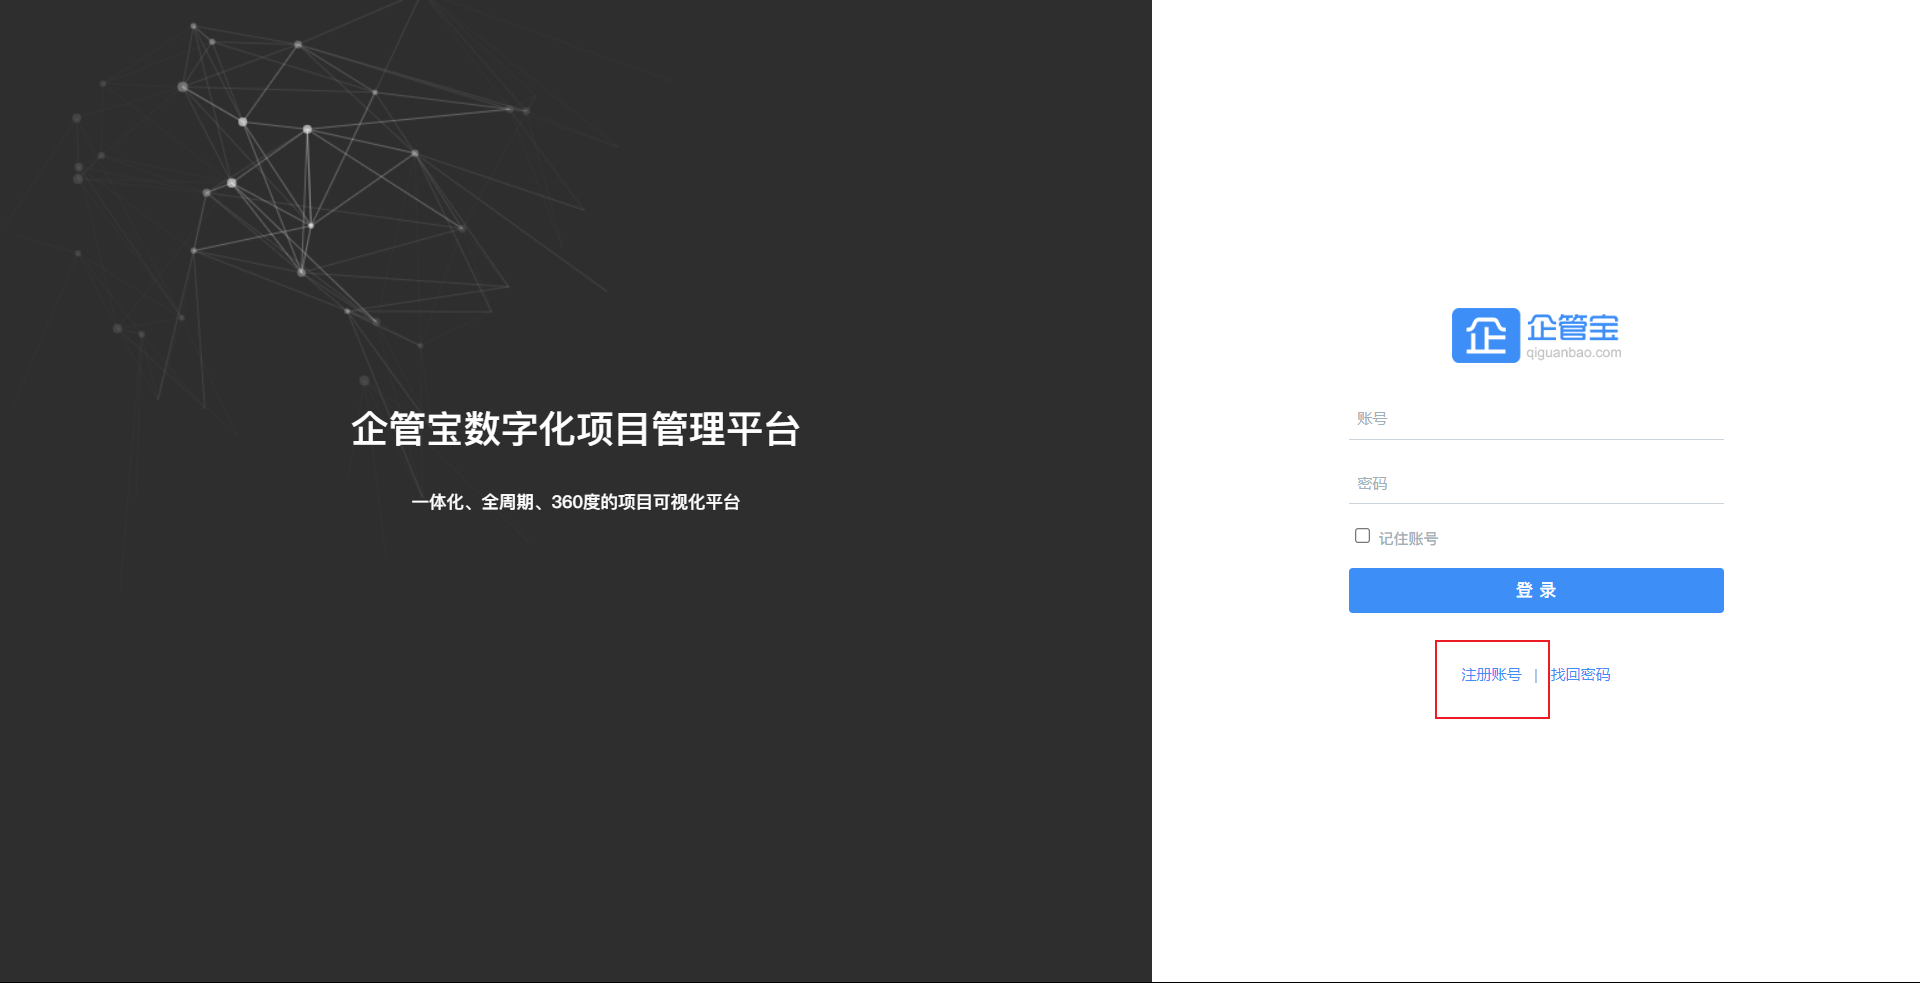 企管宝数字化项目管理平台
一体化、全周期、360度的项目可视化平台
企 企管宝
qiguanbao.com
账号
密码
记住账号
登 录
注册账号 | 找回密码